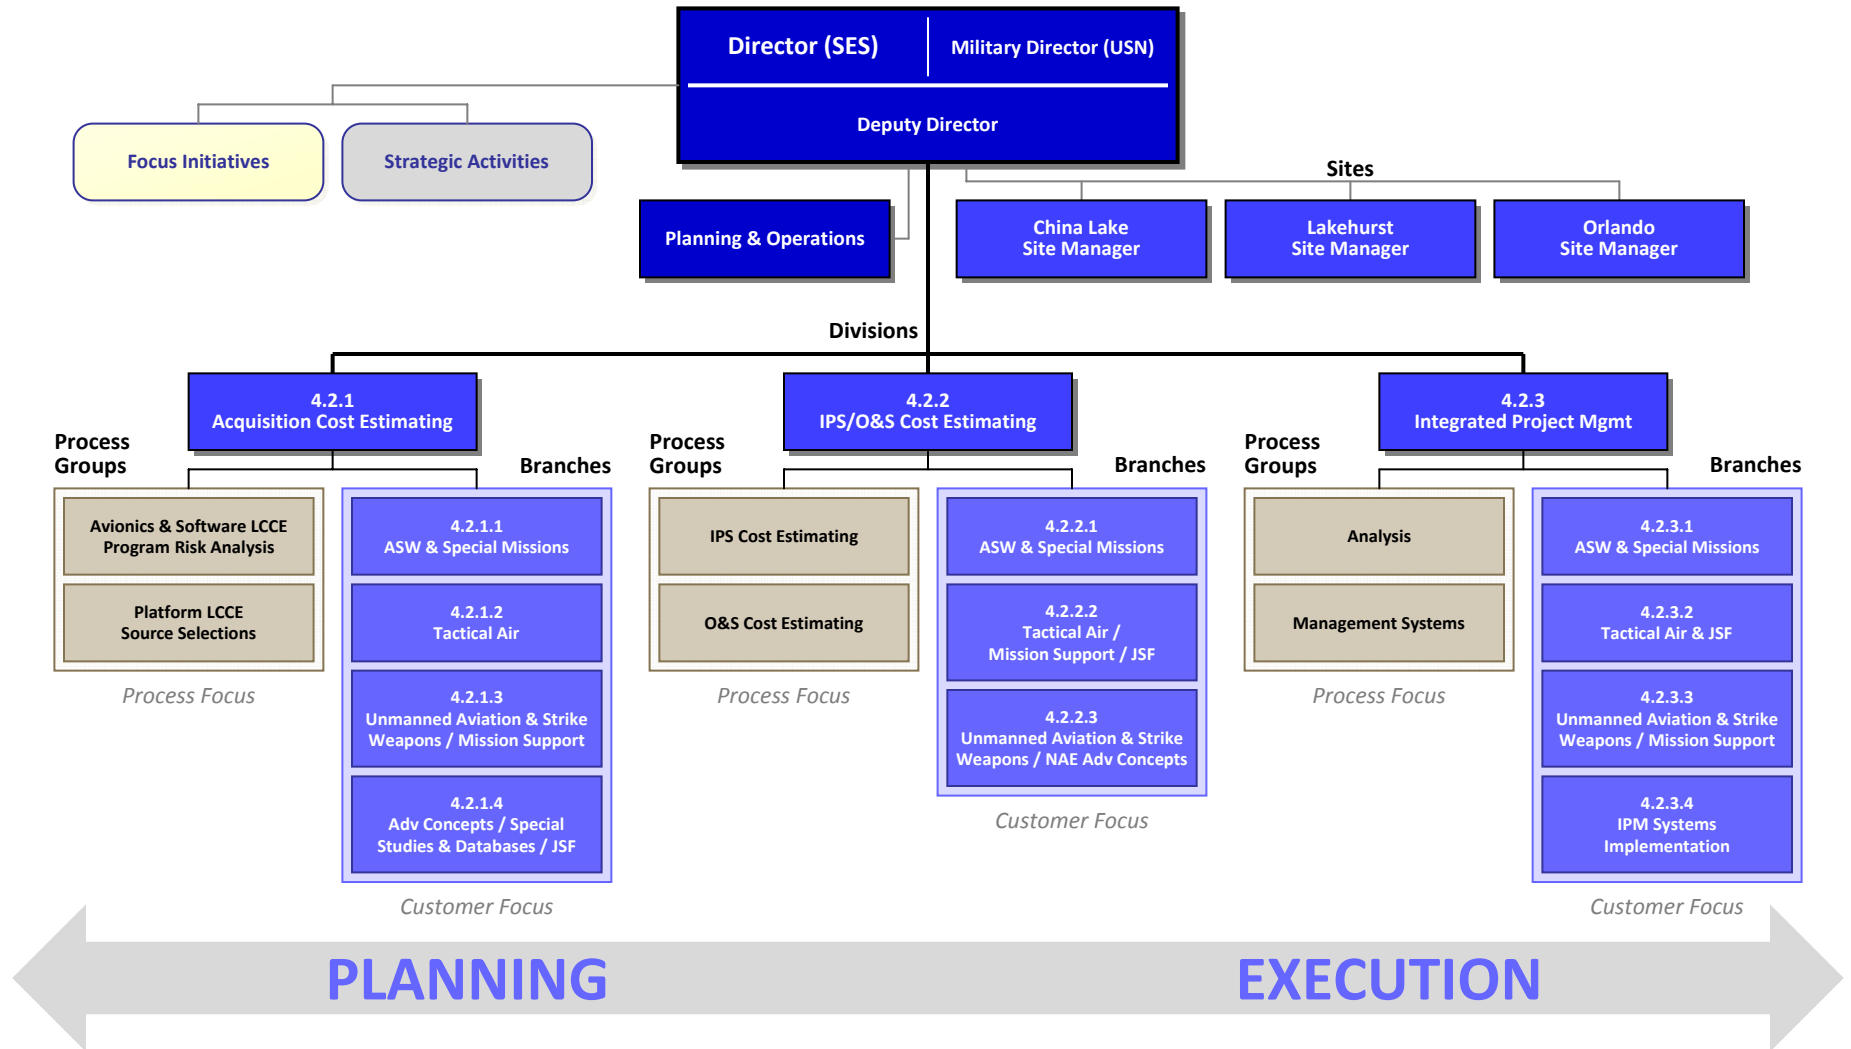 Director (SES)
Military Director (USN)
Deputy Director
Focus Initiatives
Strategic Activities
Sites
Planning & Operations
China Lake
Site Manager
Lakehurst
Site Manager
Orlando
Site Manager
Divisions
4.2.1
Acquisition Cost Estimating
Process
Groups
Branches
Avionics & Software LCCE
Program Risk Analysis
Platform LCCE
Source Selections
Process Focus
4.2.1.1
ASW & Special Missions
4.2.1.2
Tactical Air
4.2.1.3
Unmanned Aviation & Strike
Weapons / Mission Support
4.2.1.4
Adv Concepts / Special
Studies & Databases / JSF
Customer Focus
4.2.2
IPS/O&S Cost Estimating
Process
Groups
Branches
IPS Cost Estimating
O&S Cost Estimating
Process Focus
4.2.2.1
ASW & Special Missions
4.2.2.2
Tactical Air /
Mission Support / JSF
4.2.2.3
Unmanned Aviation & Strike
Weapons / NAE Adv Concepts
Customer Focus
4.2.3
Integrated Project Mgmt
Process
Groups
Branches
Analysis
Management Systems
Process Focus
4.2.3.1
ASW & Special Missions
4.2.3.2
Tactical Air & JSF
4.2.3.3
Unmanned Aviation & Strike
Weapons / Mission Support
4.2.3.4
IPM Systems
Implementation
Customer Focus
PLANNING
EXECUTION